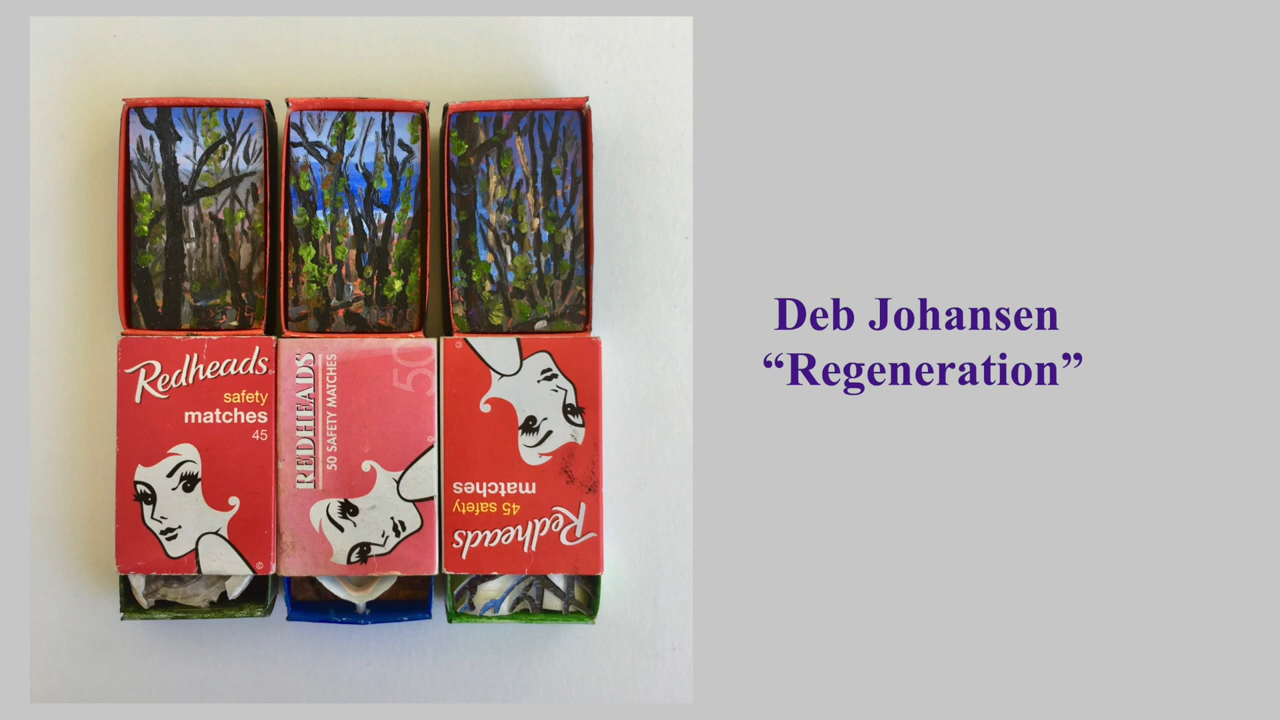 Redheads
safety
matches
45
©
REDHEADS
50 SAFETY MATCHES
50
©
Redheads
45 safety
matches
©
Deb Johansen
“Regeneration”